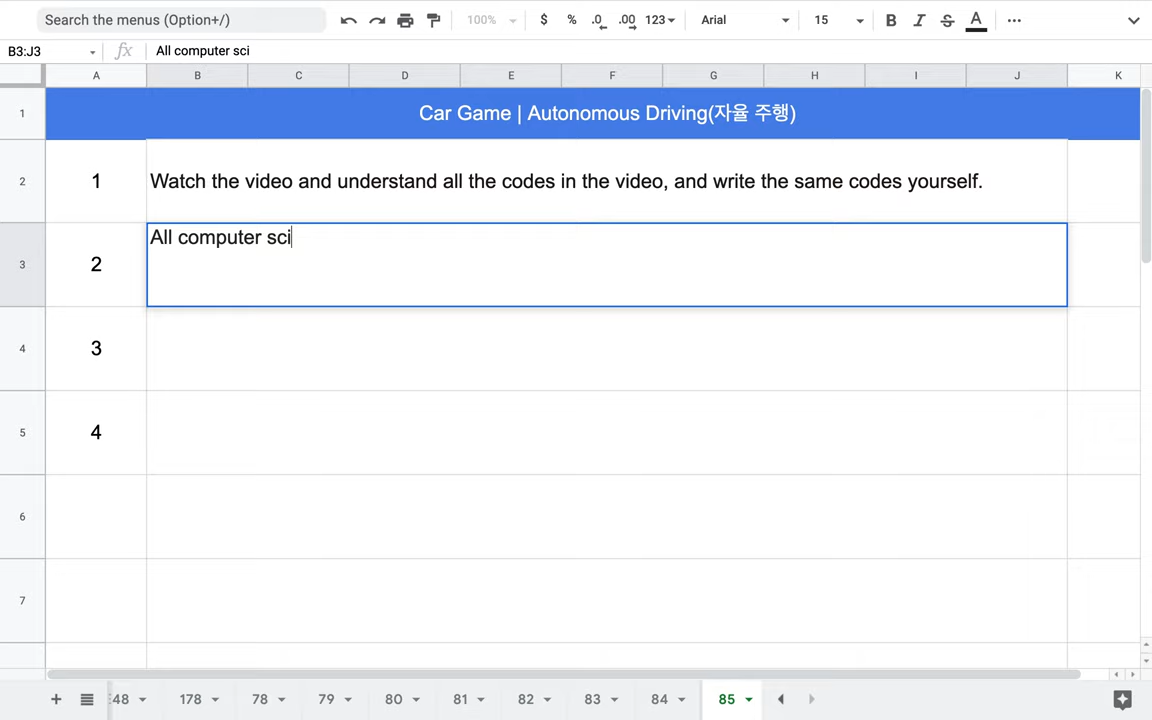 Search the menus (Option+/)
100%
$ % .0 .00 123
Arial
15
B I S A
B3:J3
fx
All computer sci
A B C D E F G H I J K
1 Car Game | Autonomous Driving(자율 주행)
2 1 Watch the video and understand all the codes in the video, and write the same codes yourself.
3 2 All computer sci
4 3
5 4
6
7
+ 48 178 78 79 80 81 82 83 84 85